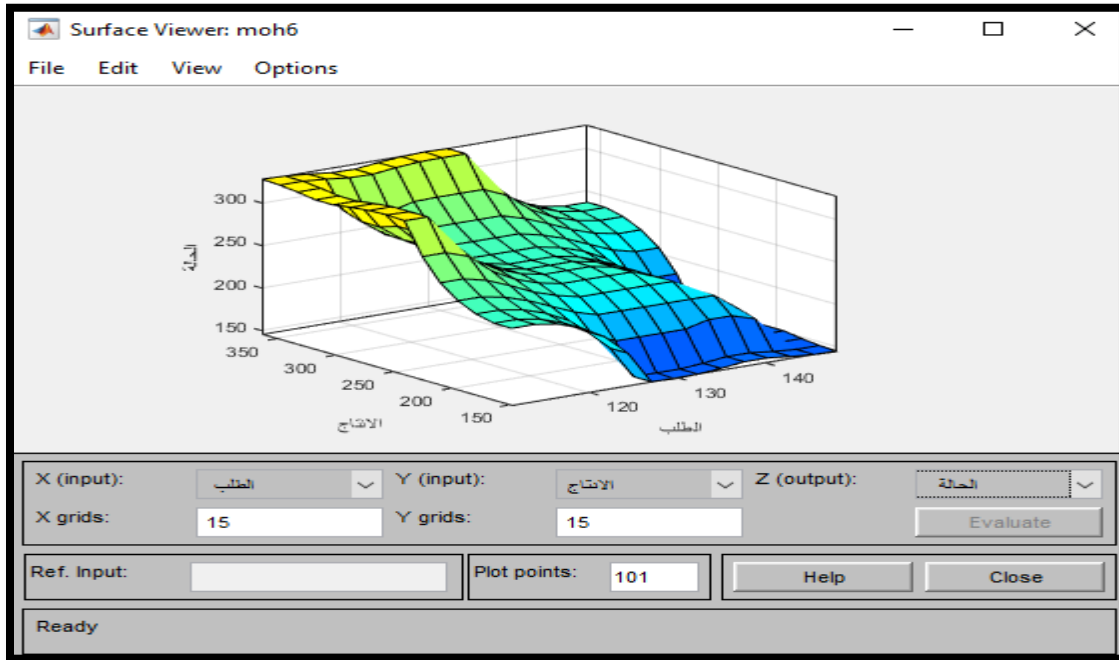 Surface Viewer: moh6
File Edit View Options
300
250
200
150
الحالة
350
300
250
200
150
الانتاج
120
130
140
الطلب
X (input): الطلب Y (input): الانتاج Z (output): الحالة
X grids: 15 Y grids: 15 Evaluate
Ref. Input: Plot points: 101 Help Close
Ready